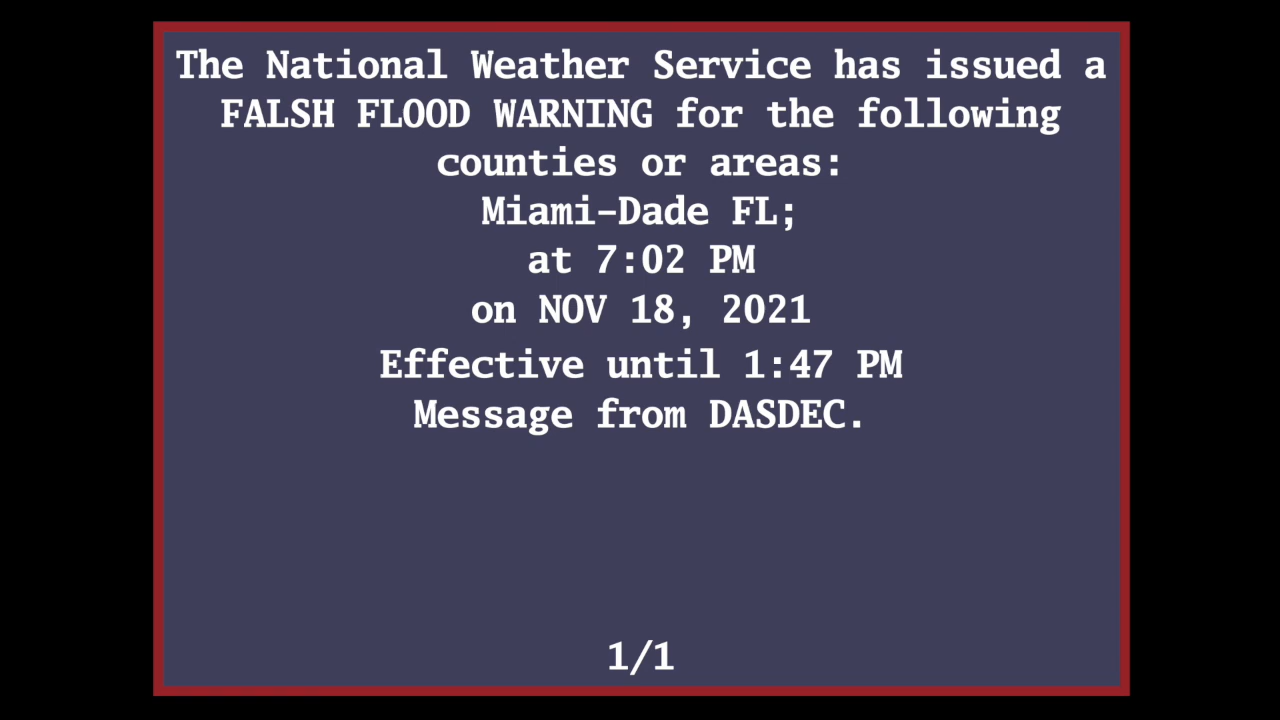 The National Weather Service has issued a
FALSH FLOOD WARNING for the following
counties or areas:
Miami-Dade FL;
at 7:02 PM
on NOV 18, 2021
Effective until 1:47 PM
Message from DASDEC.
1/1